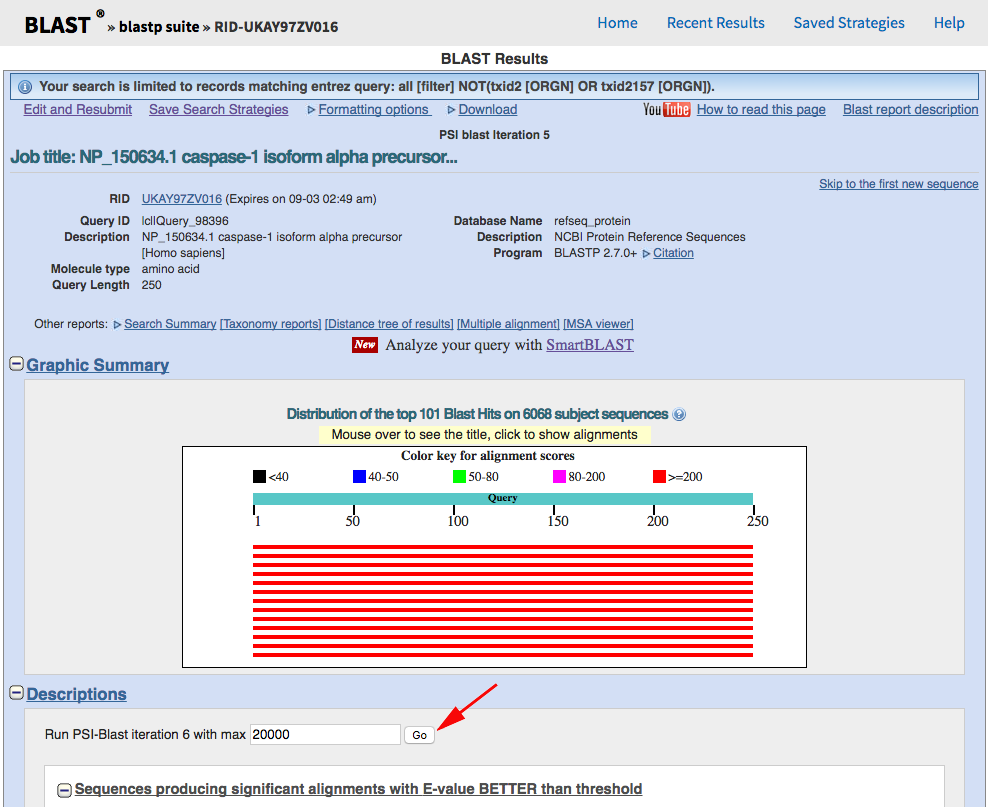 BLAST ® » blastp suite » RID-UKAY97ZV016 Home Recent Results Saved Strategies Help
BLAST Results
Your search is limited to records matching entrez query: all [filter] NOT(txid2 [ORGN] OR txid2157 [ORGN]).
Edit and Resubmit Save Search Strategies Formatting options Download YouTube How to read this page Blast report description
PSI blast Iteration 5
Job title: NP_150634.1 caspase-1 isoform alpha precursor...
Skip to the first new sequence
RID UKAY97ZV016 (Expires on 09-03 02:49 am)
Query ID lcl|Query_98396 Database Name refseq_protein
Description NP_150634.1 caspase-1 isoform alpha precursor Description NCBI Protein Reference Sequences
[Homo sapiens] Program BLASTP 2.7.0+ Citation
Molecule type amino acid
Query Length 250
Other reports: Search Summary [Taxonomy reports] [Distance tree of results] [Multiple alignment] [MSA viewer]
New Analyze your query with SmartBLAST
Graphic Summary
Distribution of the top 101 Blast Hits on 6068 subject sequences ?
Mouse over to see the title, click to show alignments
Color key for alignment scores
<40 40-50 50-80 80-200 >=200
Query
1 50 100 150 200 250
Descriptions
Run PSI-Blast iteration 6 with max 20000 Go
Sequences producing significant alignments with E-value BETTER than threshold